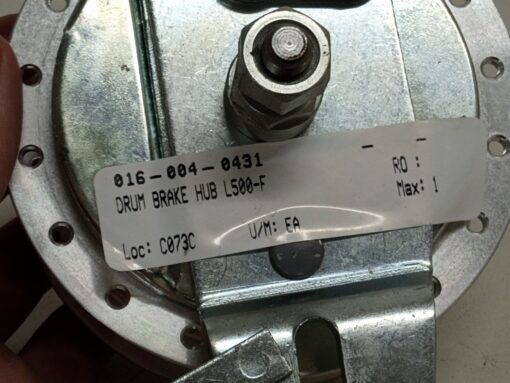 016-004-0431 - -
DRUM BRAKE HUB L500-F RO :
Max: 1
Loc: C073C U/M: EA